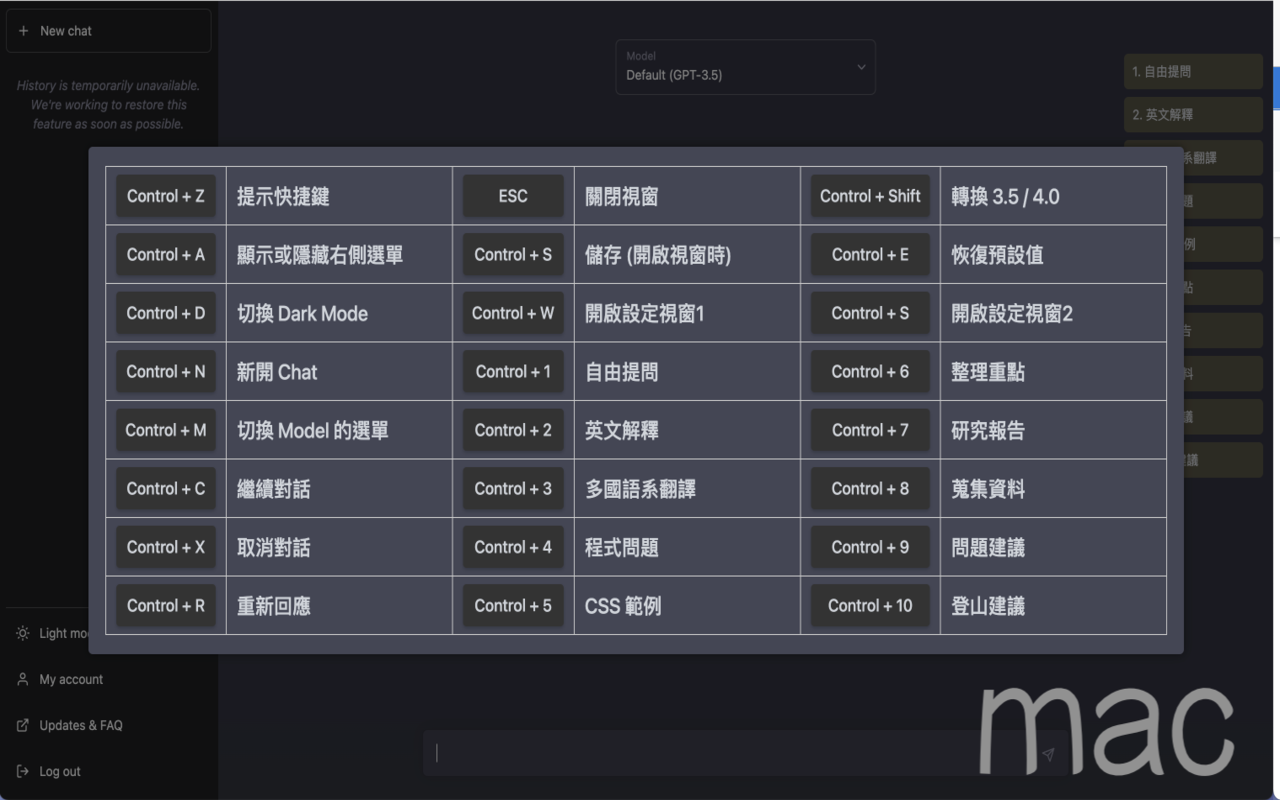 New chat
History is temporarily unavailable.
We're working to restore this
feature as soon as possible.
Model
Default (GPT-3.5)
1. 自由提問
2. 英文解釋
系翻譯
題
例
點
告
料
議
建議
Control + Z 提示快捷鍵 ESC 關閉視窗 Control + Shift 轉換 3.5 / 4.0
Control + A 顯示或隱藏右側選單 Control + S 儲存 (開啟視窗時) Control + E 恢復預設值
Control + D 切換 Dark Mode Control + W 開啟設定視窗1 Control + S 開啟設定視窗2
Control + N 新開 Chat Control + 1 自由提問 Control + 6 整理重點
Control + M 切換 Model 的選單 Control + 2 英文解釋 Control + 7 研究報告
Control + C 繼續對話 Control + 3 多國語系翻譯 Control + 8 蒐集資料
Control + X 取消對話 Control + 4 程式問題 Control + 9 問題建議
Control + R 重新回應 Control + 5 CSS 範例 Control + 10 登山建議
Light mo
My account
Updates & FAQ
Log out
mac